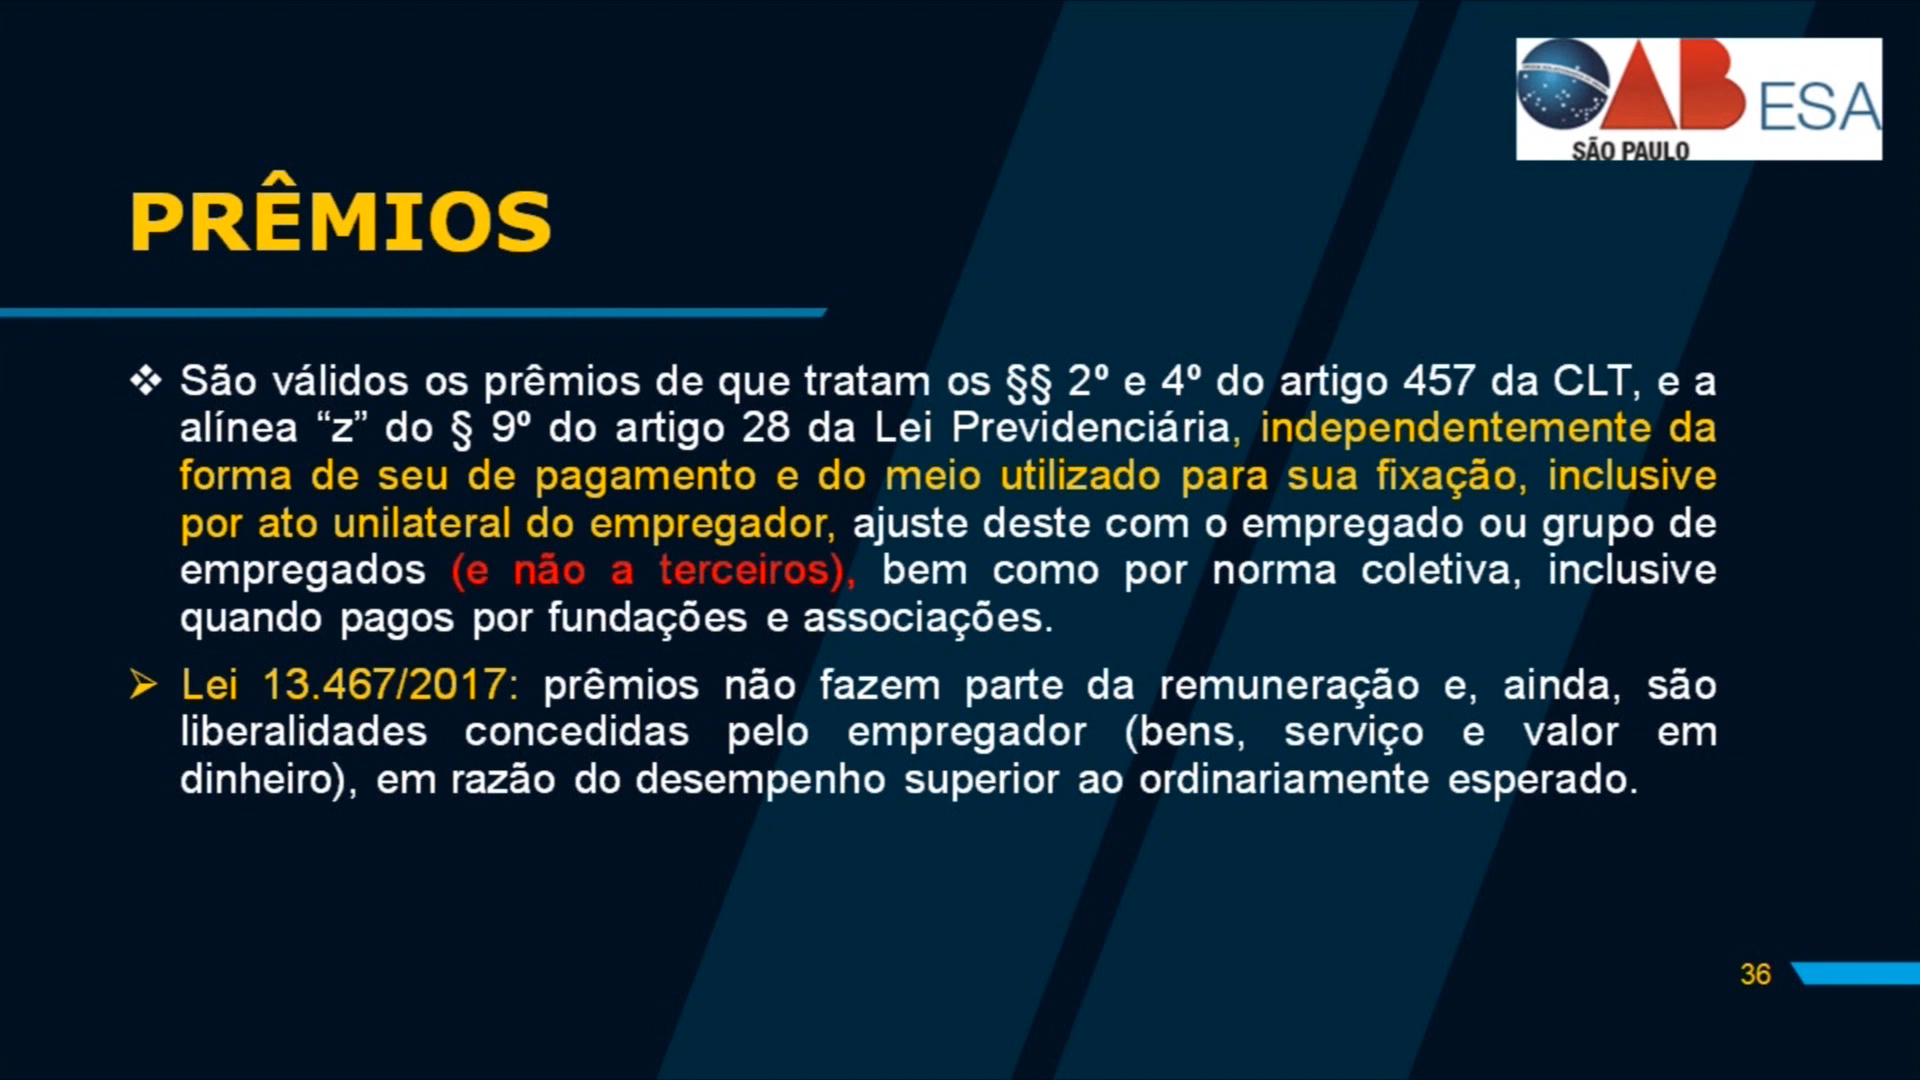 OAB ESA
SÃO PAULO
PRÊMIOS
❖ São válidos os prêmios de que tratam os §§ 2º e 4º do artigo 457 da CLT, e a
alínea “z” do § 9º do artigo 28 da Lei Previdenciária, independentemente da
forma de seu de pagamento e do meio utilizado para sua fixação, inclusive
por ato unilateral do empregador, ajuste deste com o empregado ou grupo de
empregados (e não a terceiros), bem como por norma coletiva, inclusive
quando pagos por fundações e associações.
➢ Lei 13.467/2017: prêmios não fazem parte da remuneração e, ainda, são
liberalidades concedidas pelo empregador (bens, serviço e valor em
dinheiro), em razão do desempenho superior ao ordinariamente esperado.
36